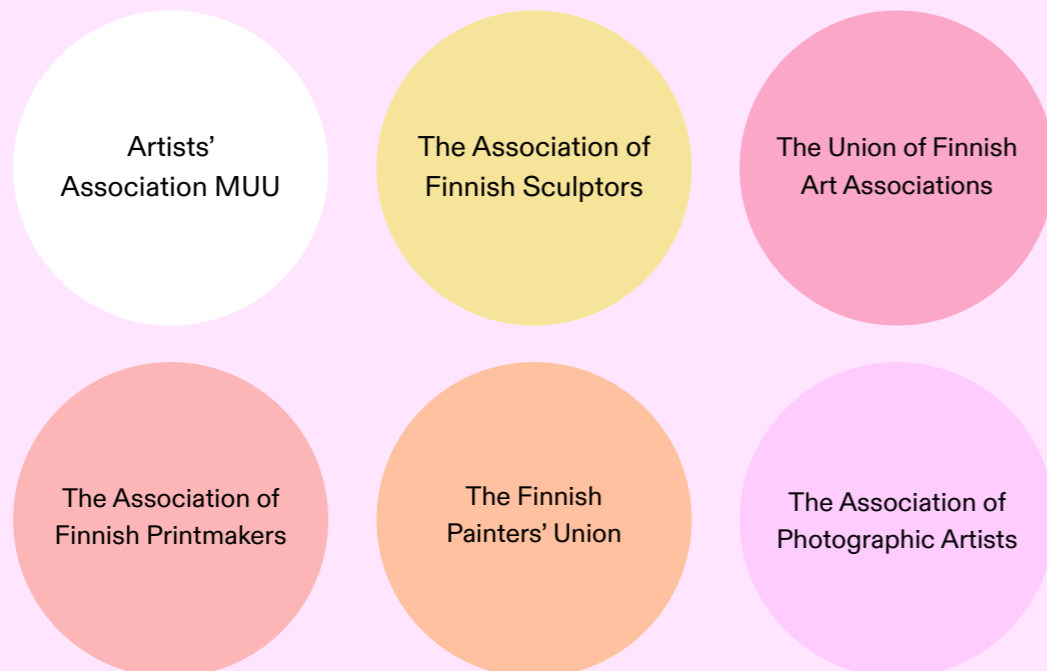 Artists’
Association MUU
The Association of
Finnish Sculptors
The Union of Finnish
Art Associations
The Association of
Finnish Printmakers
The Finnish
Painters’ Union
The Association of
Photographic Artists